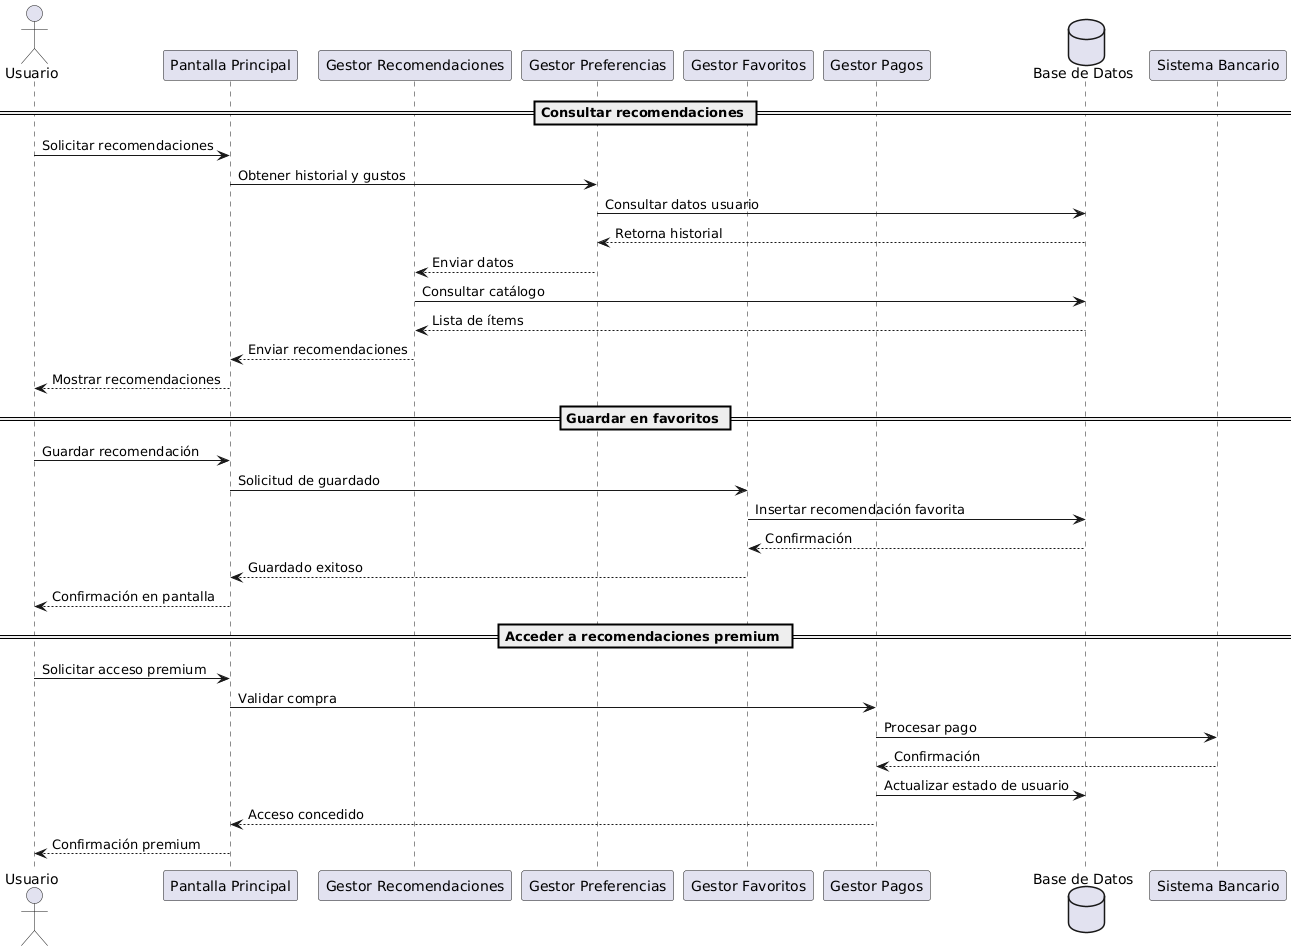 Usuario
Pantalla Principal
Gestor Recomendaciones
Gestor Preferencias
Gestor Favoritos
Gestor Pagos
Base de Datos
Sistema Bancario
Consultar recomendaciones
Solicitar recomendaciones
Obtener historial y gustos
Consultar datos usuario
Retorna historial
Enviar datos
Consultar catálogo
Lista de ítems
Enviar recomendaciones
Mostrar recomendaciones
Guardar en favoritos
Guardar recomendación
Solicitud de guardado
Insertar recomendación favorita
Confirmación
Guardado exitoso
Confirmación en pantalla
Acceder a recomendaciones premium
Solicitar acceso premium
Validar compra
Procesar pago
Confirmación
Actualizar estado de usuario
Acceso concedido
Confirmación premium
Usuario
Pantalla Principal
Gestor Recomendaciones
Gestor Preferencias
Gestor Favoritos
Gestor Pagos
Base de Datos
Sistema Bancario